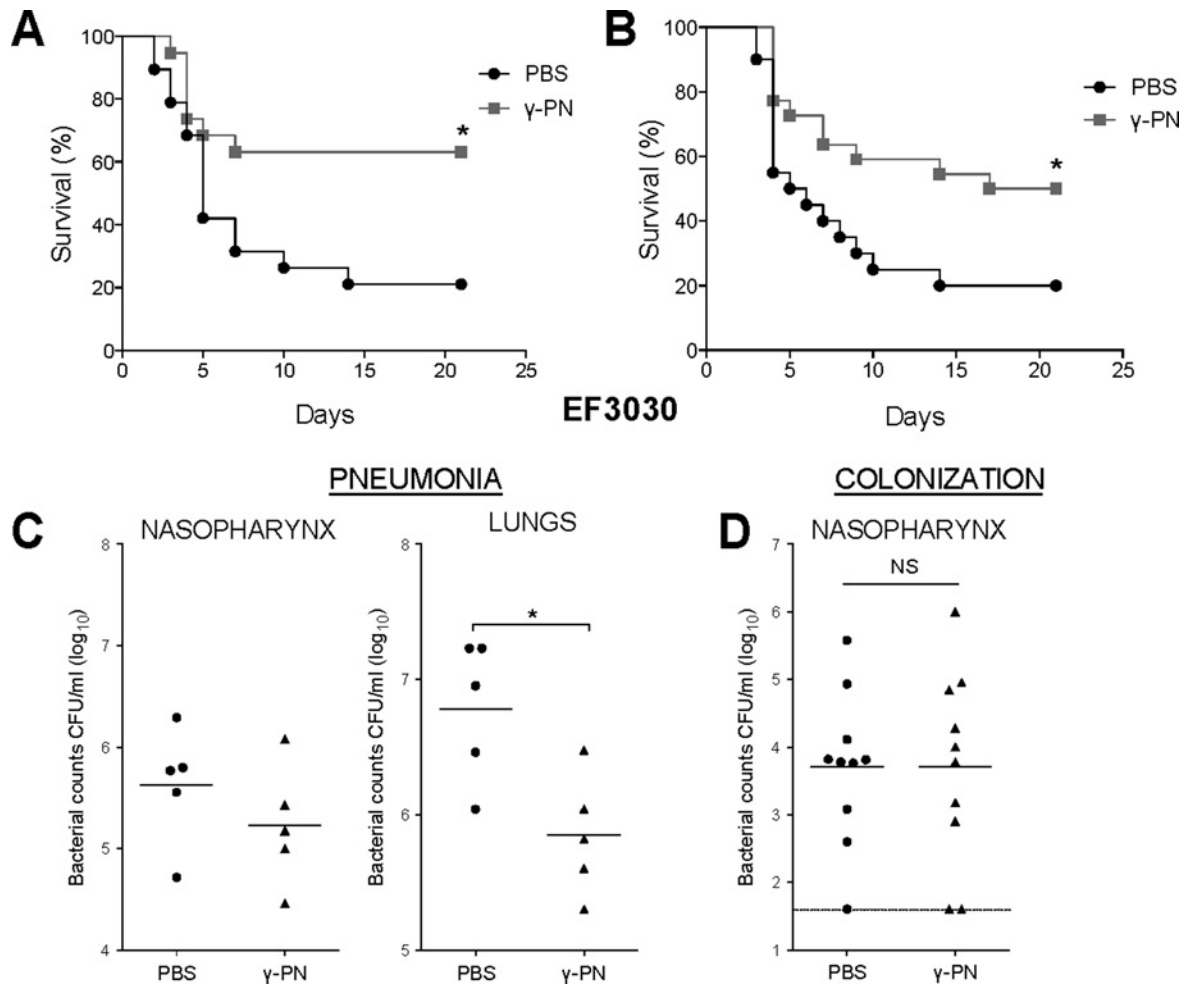 A
100
80
60
40
20
0
Survival (%)
0 5 10 15 20 25
Days
PBS
γ-PN
*
B
100
80
60
40
20
0
Survival (%)
0 5 10 15 20 25
Days
PBS
γ-PN
*
EF3030
PNEUMONIA
COLONIZATION
C
NASOPHARYNX
8
7
6
5
4
Bacterial counts CFU/ml (log₁₀)
PBS γ-PN
LUNGS
8
7
6
5
Bacterial counts CFU/ml (log₁₀)
*
PBS γ-PN
D
NASOPHARYNX
NS
7
6
5
4
3
2
1
Bacterial counts CFU/ml (log₁₀)
PBS γ-PN